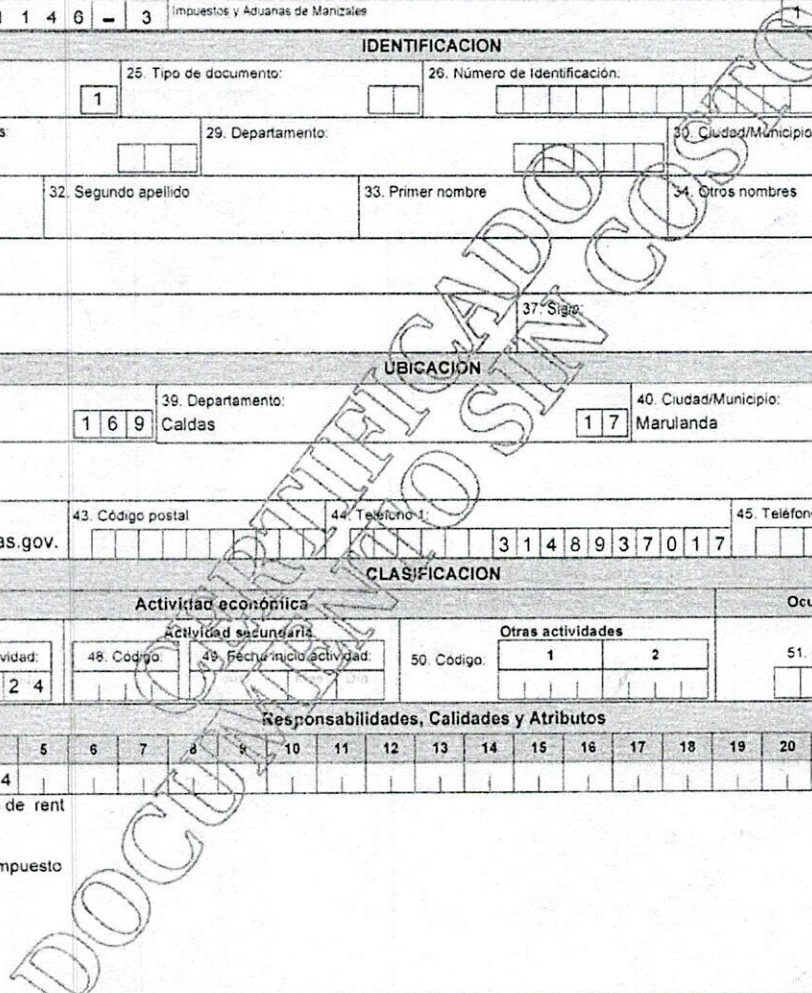 1 4 6 - 3 Impuestos y Aduanas de Manizales
IDENTIFICACION
25. Tipo de documento: 26. Número de Identificación:
1
29. Departamento: 30. Ciudad/Municipio
32. Segundo apellido 33. Primer nombre 34. Otros nombres
37. Sigla:
UBICACION
39. Departamento: 40. Ciudad/Municipio:
1 6 9 Caldas 1 7 Marulanda
43. Código postal 44. Teléfono 1: 45. Teléfono
as.gov. 3 1 4 8 9 3 7 0 1 7
CLASIFICACION
Actividad económica Ocu
Actividad secundaria Otras actividades
vidad: 48. Código: 49. Fecha inicio actividad: 50. Código: 1 2 51.
2 4
Responsabilidades, Calidades y Atributos
5 6 7 8 9 10 11 12 13 14 15 16 17 18 19 20
4
de rent
mpuesto
CERTIFICADO
DOCUMENTO SIN COSTO